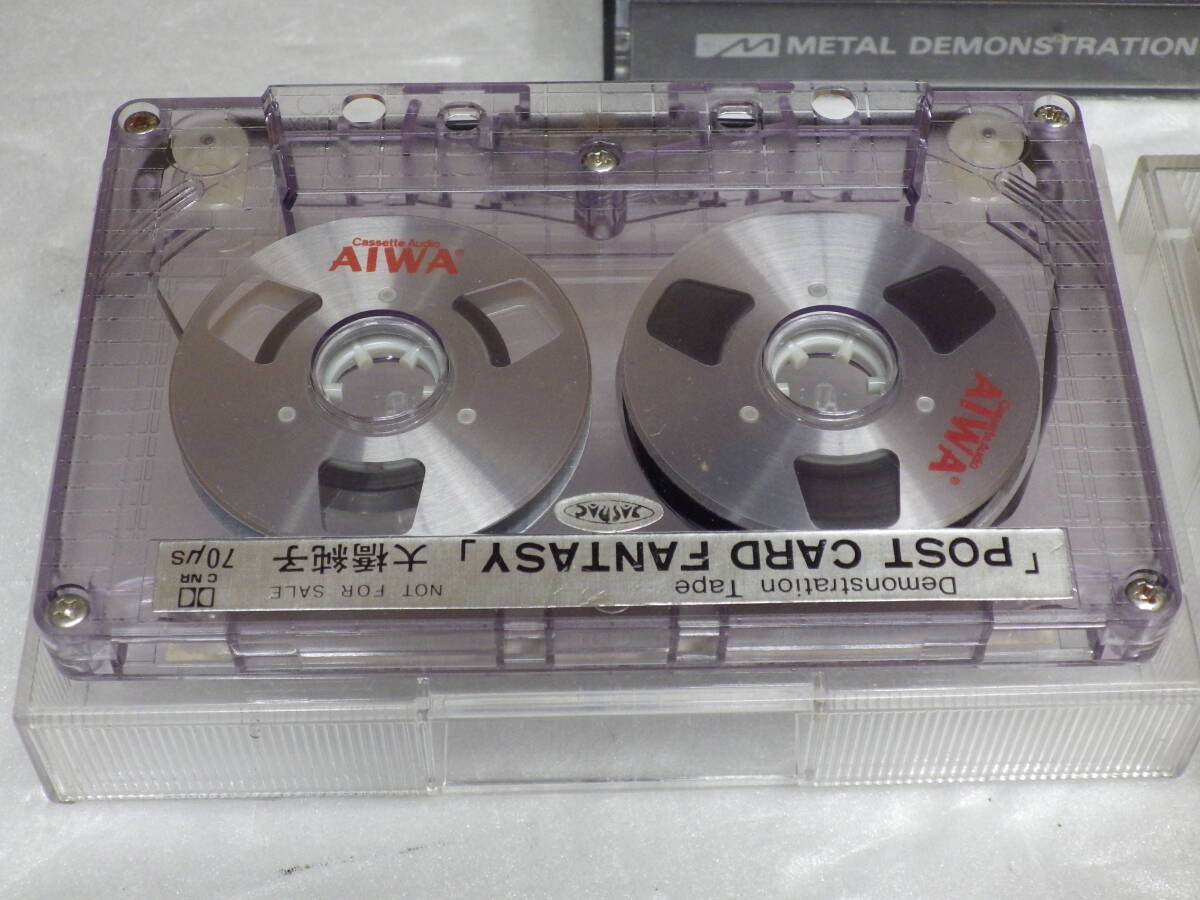 METAL DEMONSTRATION
Cassette Audio
AIWA®
Cassette Audio
AIWA®
JASRAC
Demonstration Tape
NOT FOR SALE
「POST CARD FANTASY」 大橋純子
C NR
70μs